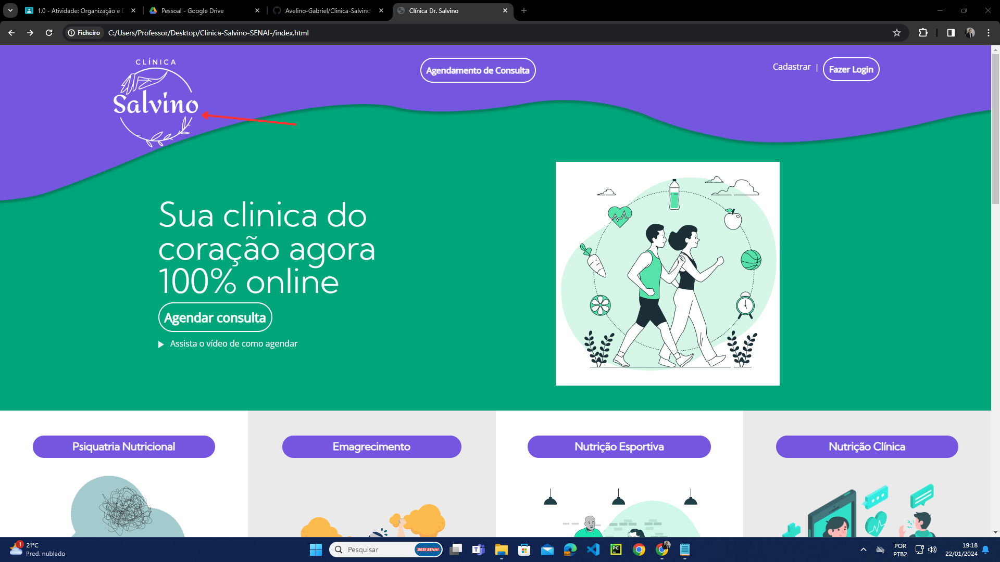 1.0 - Atividade: Organização e D
Pessoal - Google Drive
Avelino-Gabriel/Clinica-Salvino-
Clínica Dr. Salvino
Ficheiro
C:/Users/Professor/Desktop/Clinica-Salvino-SENAI-/index.html
CLÍNICA
Salvino
Agendamento de Consulta
Cadastrar |
Fazer Login
Sua clinica do
coração agora
100% online
Agendar consulta
Assista o vídeo de como agendar
Psiquatria Nutricional
Emagrecimento
Nutrição Esportiva
Nutrição Clínica
1
21°C
Pred. nublado
Pesquisar
SESI SENAI
PC
POR
PTB2
19:18
22/01/2024